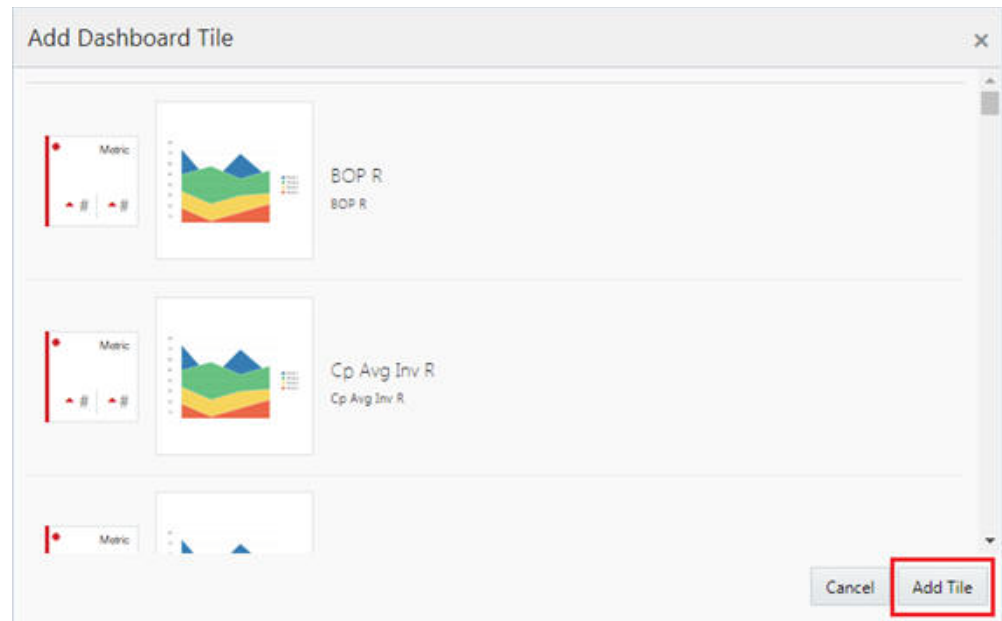 Add Dashboard Tile
×
Metric
# #
BOP R
BOP R
Metric
# #
Cp Avg Inv R
Cp Avg Inv R
Metric
Cancel
Add Tile